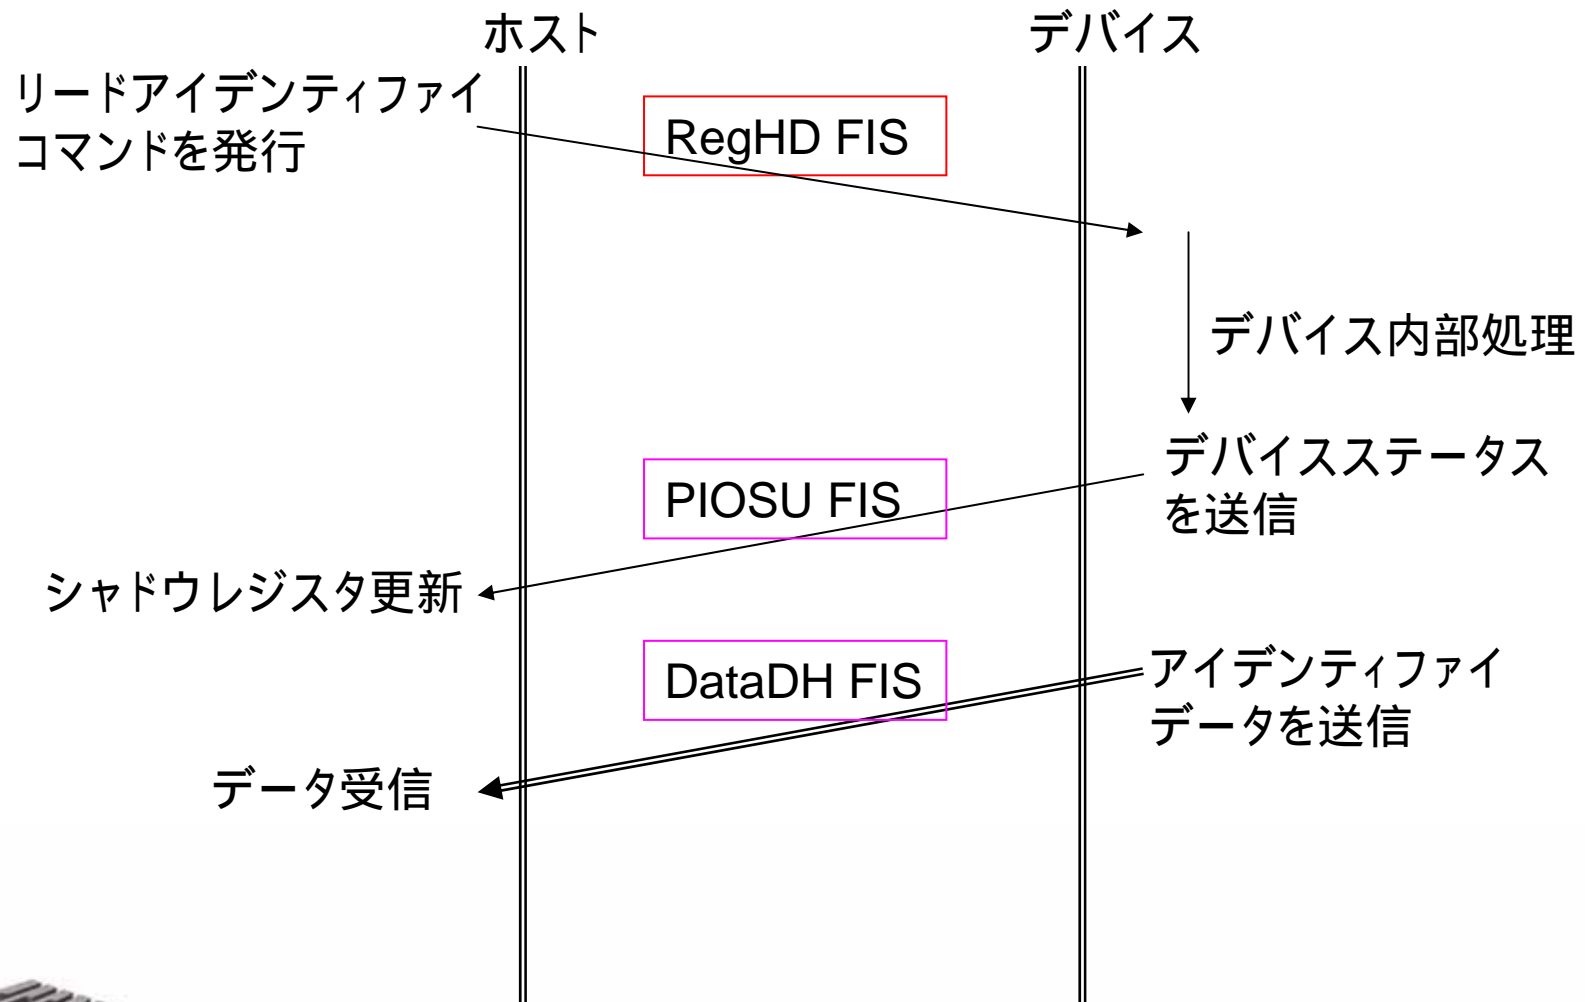 ホスト
デバイス
リードアイデンティファイ
コマンドを発行
RegHD FIS
デバイス内部処理
デバイスステータス
を送信
PIOSU FIS
シャドウレジスタ更新
DataDH FIS
アイデンティファイ
データを送信
データ受信